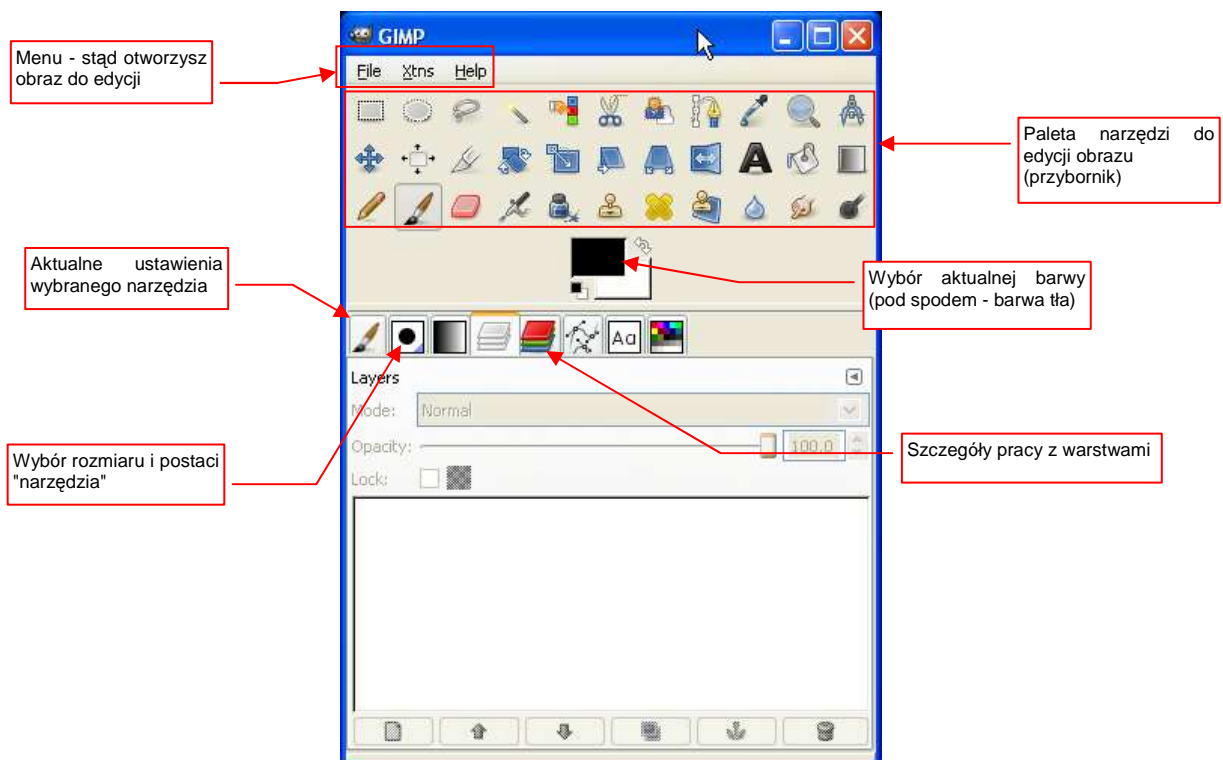 GIMP
File Xtns Help
Menu - stąd otworzysz
obraz do edycji
Paleta narzędzi do
edycji obrazu
(przybornik)
Aktualne ustawienia
wybranego narzędzia
Wybór aktualnej barwy
(pod spodem - barwa tła)
Aa
Layers
Mode: Normal
Opacity: 100.0
Lock:
Wybór rozmiaru i postaci
"narzędzia"
Szczegóły pracy z warstwami